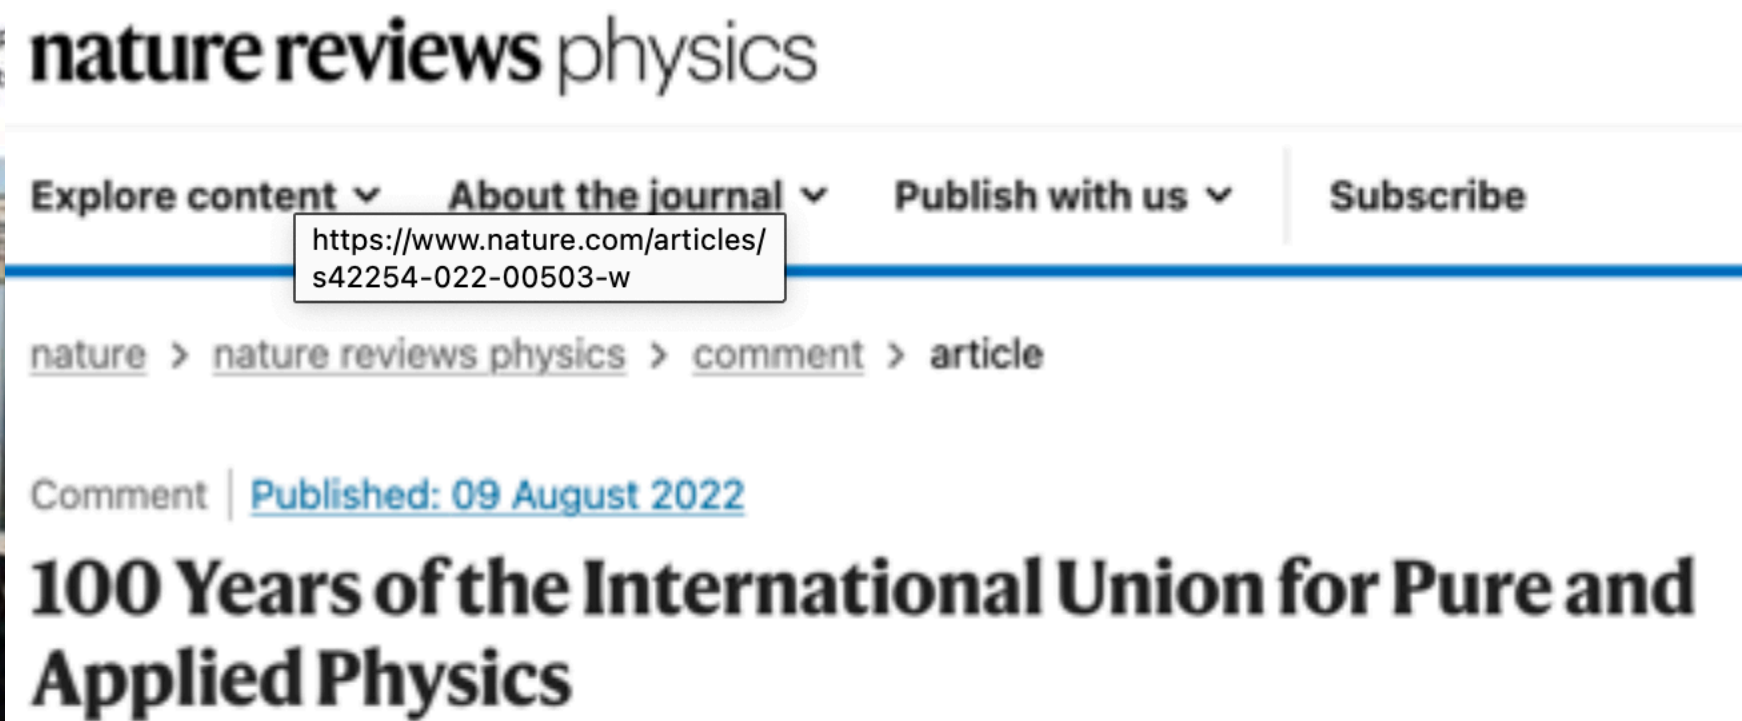 nature reviews physics
Explore content About the journal Publish with us Subscribe
https://www.nature.com/articles/
s42254-022-00503-w
nature > nature reviews physics > comment > article
Comment | Published: 09 August 2022
100 Years of the International Union for Pure and
Applied Physics